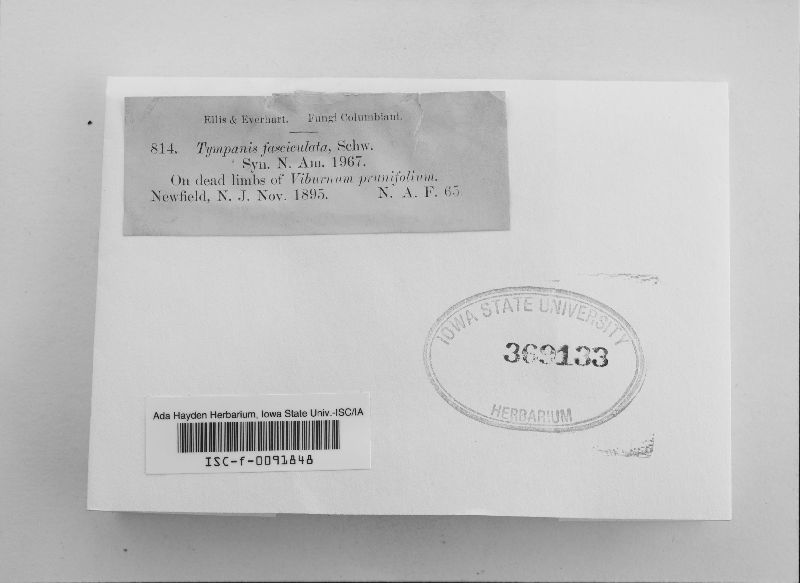 Ellis & Everhart. Fungi Columbiani.
814. Tympanis fasciculata, Schw.
Syn. N. Am. 1967.
On dead limbs of Viburnum prunifolium.
Newfield, N. J. Nov. 1895. N. A. F. 65
IOWA STATE UNIVERSITY
369133
HERBARIUM
Ada Hayden Herbarium, Iowa State Univ.-ISC/IA
ISC-f-0091848